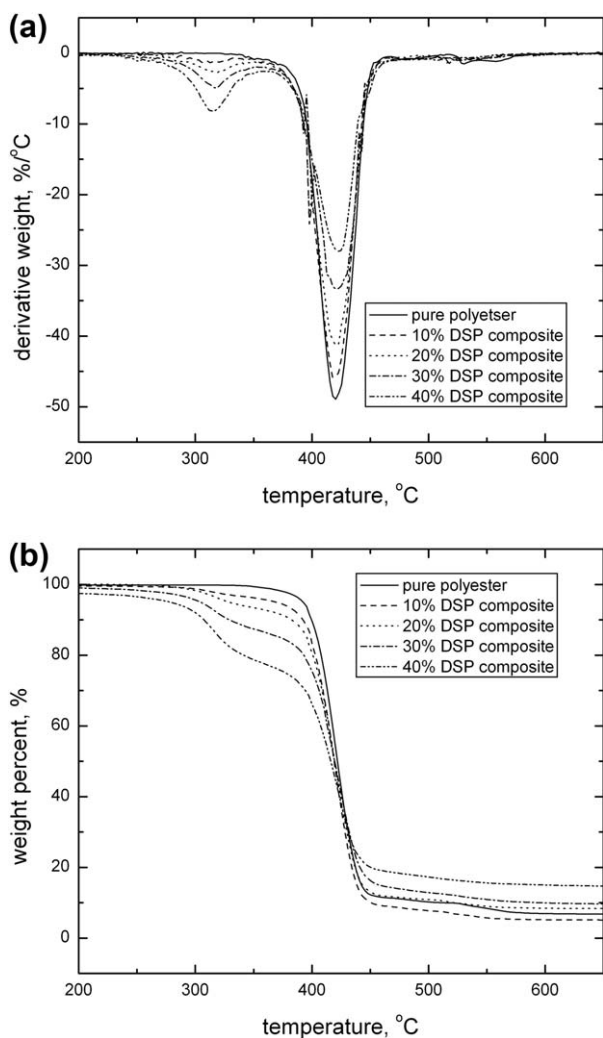 (a)
0
-10
-20
-30
-40
-50
derivative weight, %/°C
pure polyetser
10% DSP composite
20% DSP composite
30% DSP composite
40% DSP composite
200 300 400 500 600
temperature, °C
(b)
100
80
60
40
20
0
weight percent, %
pure polyester
10% DSP composite
20% DSP composite
30% DSP composite
40% DSP composite
200 300 400 500 600
temperature, °C